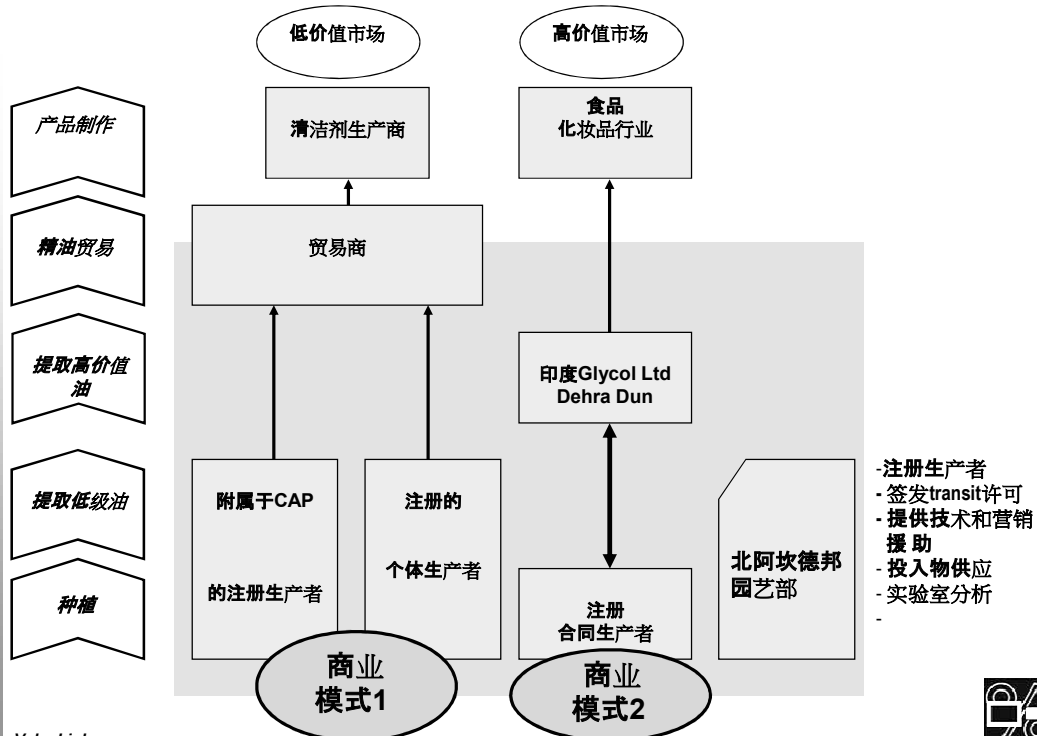 低价值市场
高价值市场
产品制作
清洁剂生产商
食品
化妆品行业
精油贸易
贸易商
提取高价值
油
印度Glycol Ltd
Dehra Dun
提取低级油
附属于CAP
的注册生产者
注册的
个体生产者
北阿坎德邦
园艺部
-注册生产者
- 签发transit许可
- 提供技术和营销
援 助
- 投入物供应
- 实验室分析
-
种植
注册
合同生产者
商业
模式1
商业
模式2